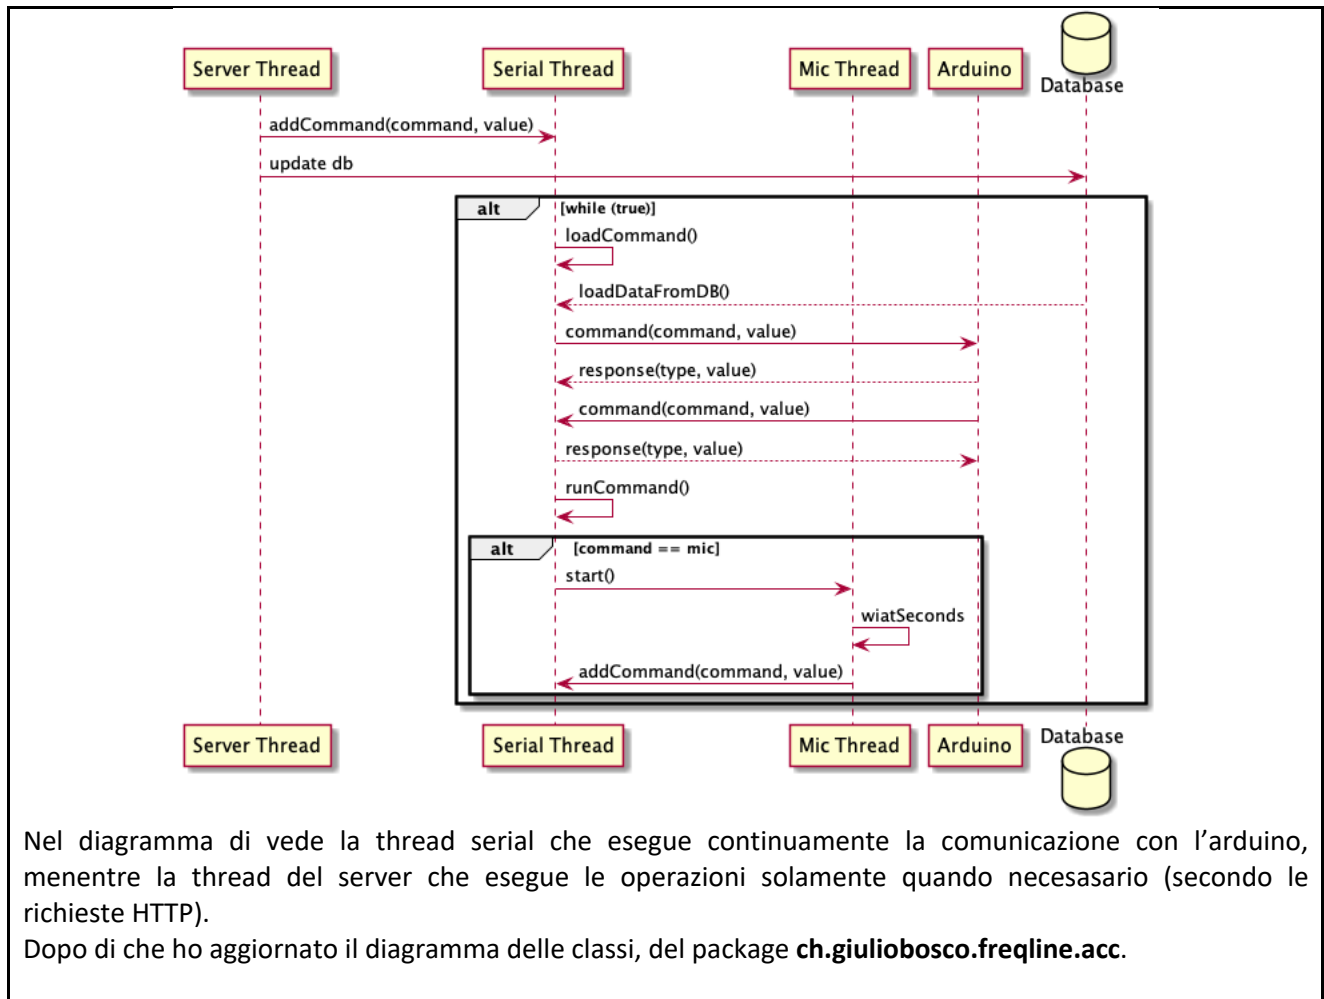 Server Thread
Serial Thread
Mic Thread
Arduino
Database
addCommand(command, value)
update db
alt
[while (true)]
loadCommand()
loadDataFromDB()
command(command, value)
response(type, value)
command(command, value)
response(type, value)
runCommand()
alt
[command == mic]
start()
wiatSeconds
addCommand(command, value)
Server Thread
Serial Thread
Mic Thread
Arduino
Database
Nel diagramma di vede la thread serial che esegue continuamente la comunicazione con l’arduino,
menentre la thread del server che esegue le operazioni solamente quando necesasario (secondo le
richieste HTTP).
Dopo di che ho aggiornato il diagramma delle classi, del package ch.giuliobosco.freqline.acc.